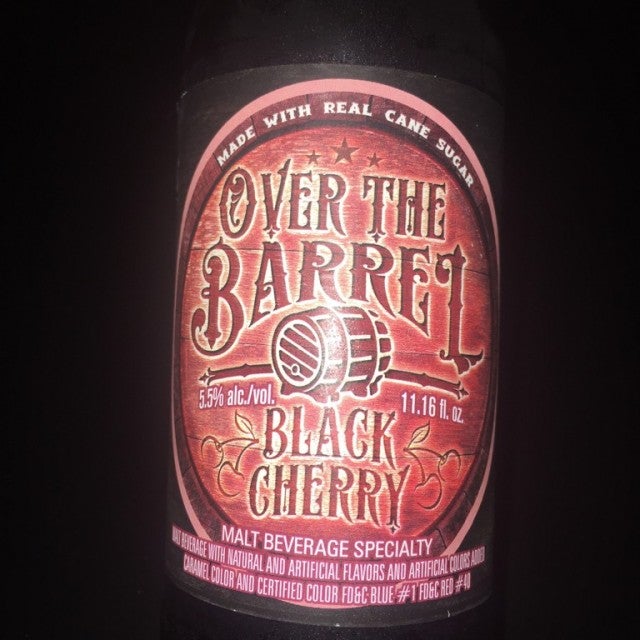 MADE WITH REAL CANE SUGAR
OVER THE
BARREL
5.5% alc./vol.
11.16 fl. oz.
BLACK
CHERRY
MALT BEVERAGE SPECIALTY
MALT BEVERAGE WITH NATURAL AND ARTIFICIAL FLAVORS AND ARTIFICIAL COLORS ADDED
CARAMEL COLOR AND CERTIFIED COLOR FD&C BLUE #1 FD&C RED #40